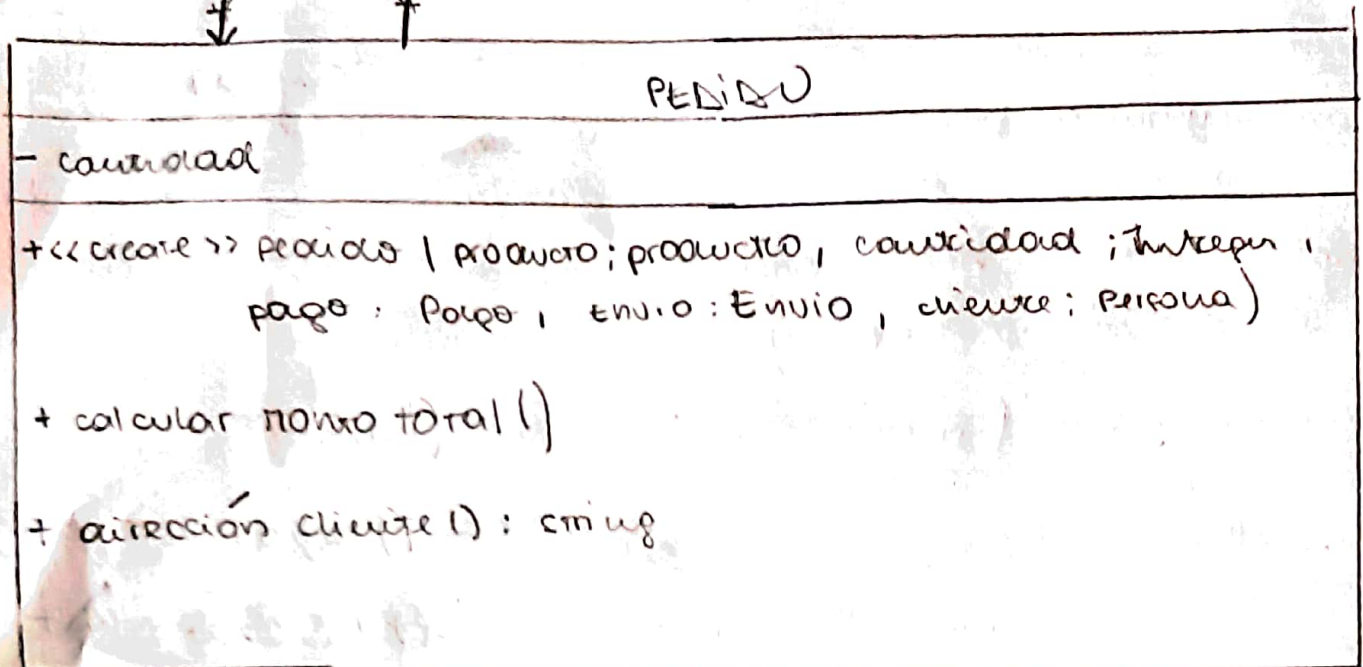 PEDiDO
- cantidad
+<<create>> pedido (producto; producto, cantidad ; Integer ,
pago : Pago, Envio : Envio, cliente ; Persona)
+ calcular Monto total()
+ dirección cliente() : string